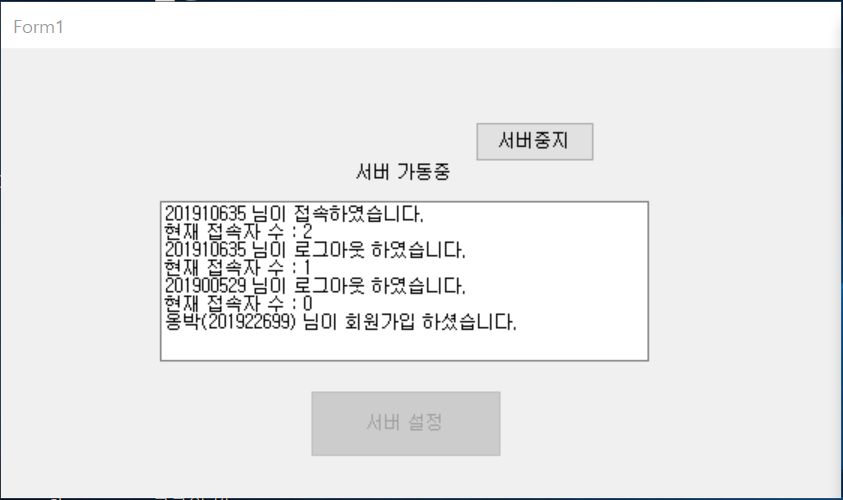 Form1
서버중지
서버 가동중
201910635 님이 접속하였습니다.
현재 접속자 수 : 2
201910635 님이 로그아웃 하였습니다.
현재 접속자 수 : 1
201900529 님이 로그아웃 하였습니다.
현재 접속자 수 : 0
몽박(201922699) 님이 회원가입 하셨습니다.
서버 설정